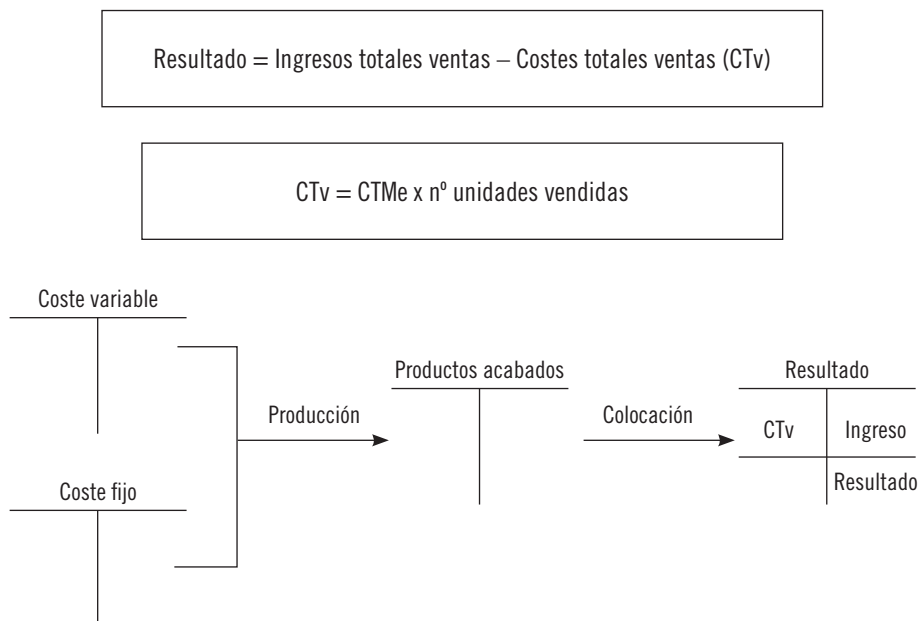 Resultado = Ingresos totales ventas – Costes totales ventas (CTv)
CTv = CTMe x nº unidades vendidas
Coste variable
Productos acabados
Resultado
Producción
Colocación
CTv
Ingreso
Coste fijo
Resultado